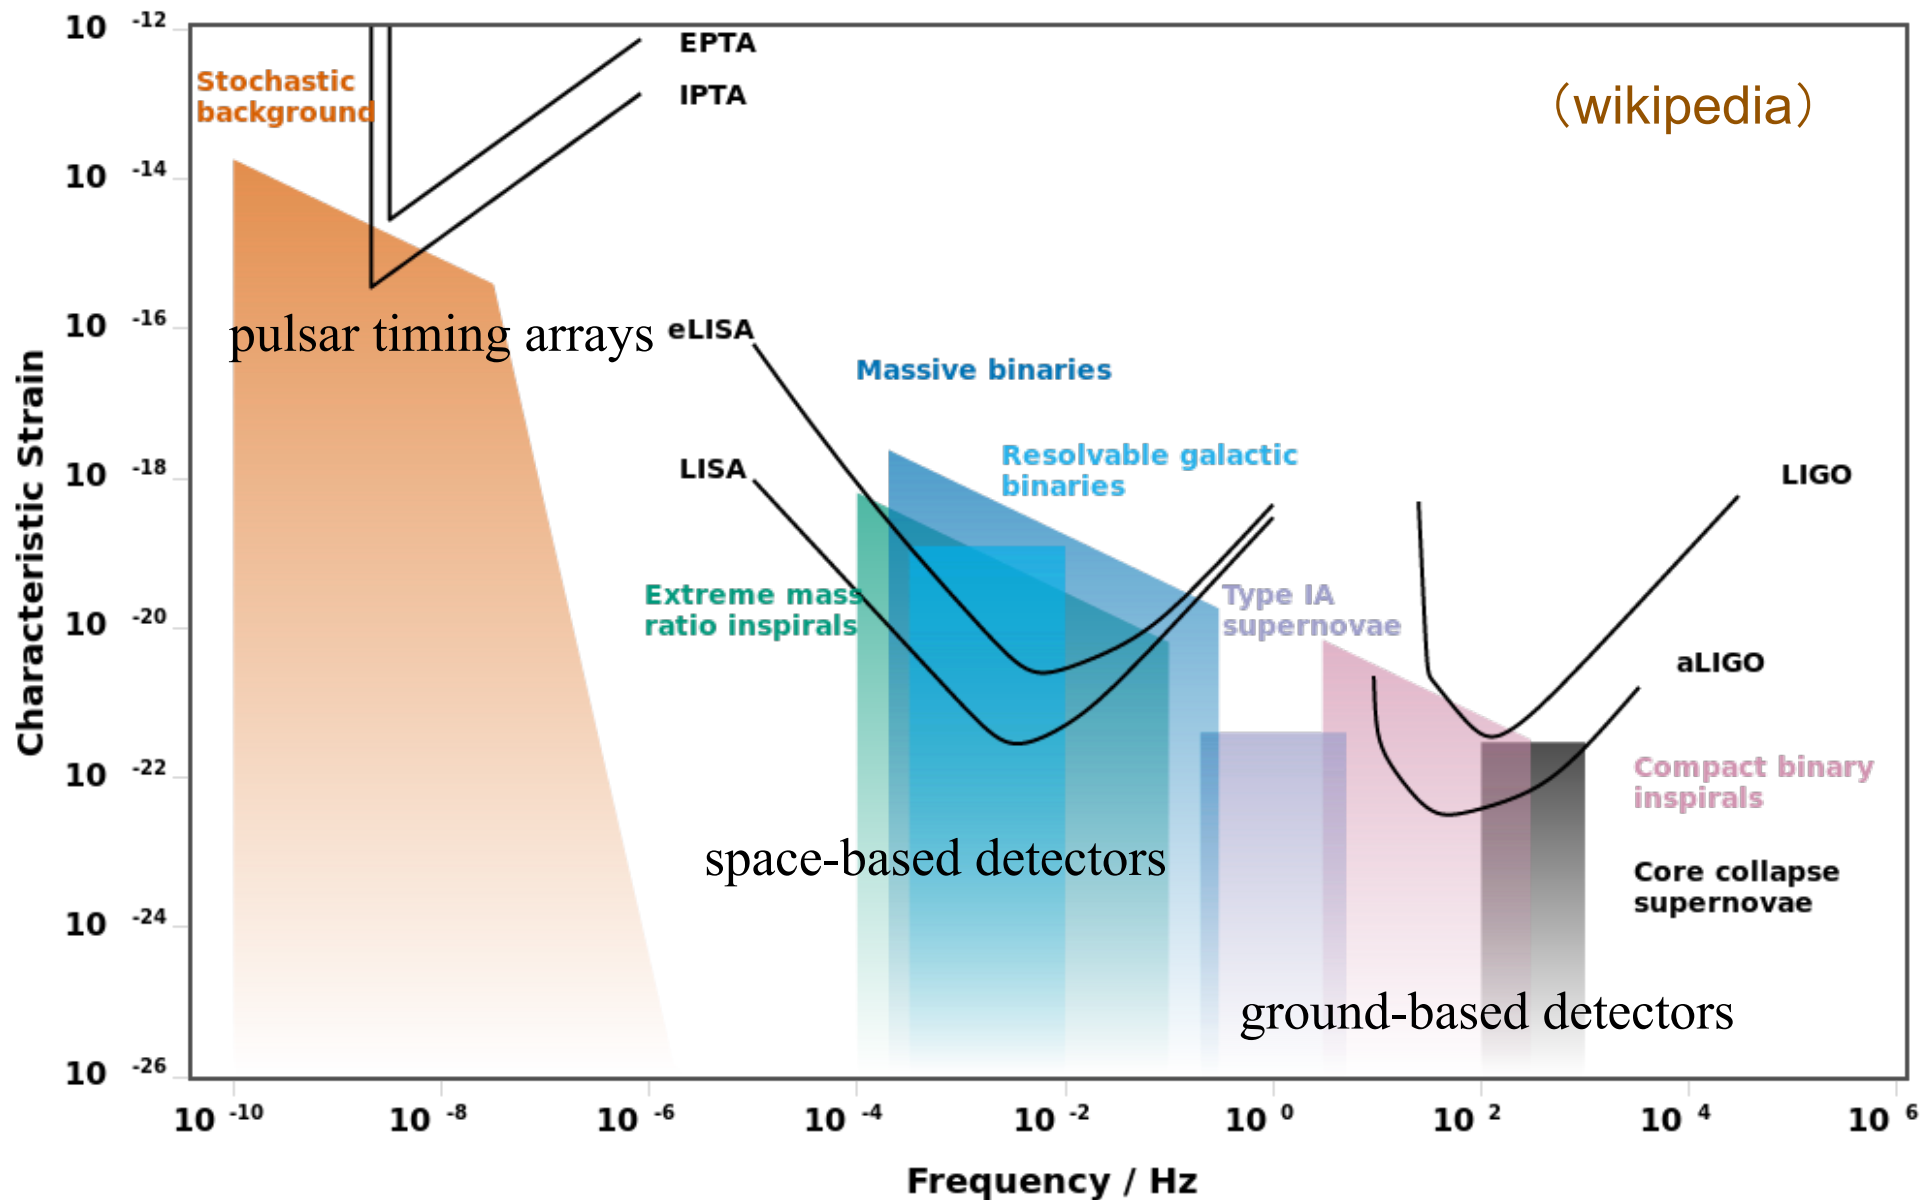 10 -12
EPTA
Stochastic
background
IPTA
（wikipedia）
10 -14
10 -16
pulsar timing arrays
eLISA
Massive binaries
Characteristic Strain
10 -18
LISA
Resolvable galactic
binaries
LIGO
10 -20
Extreme mass
ratio inspirals
Type IA
supernovae
aLIGO
10 -22
Compact binary
inspirals
space-based detectors
Core collapse
supernovae
10 -24
ground-based detectors
10 -26
10 -10 10 -8 10 -6 10 -4 10 -2 10 0 10 2 10 4 10 6
Frequency / Hz